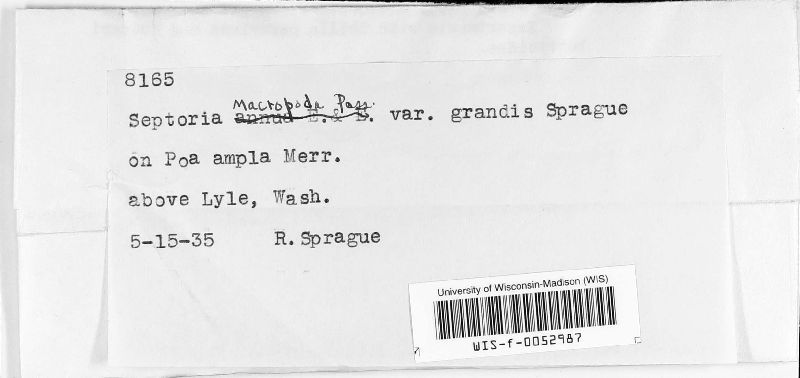 8165
Macropoda Pass.
Septoria annua E. & E. var. grandis Sprague
on Poa ampla Merr.
above Lyle, Wash.
5-15-35 R. Sprague
University of Wisconsin-Madison (WIS)
WIS-f-0052987